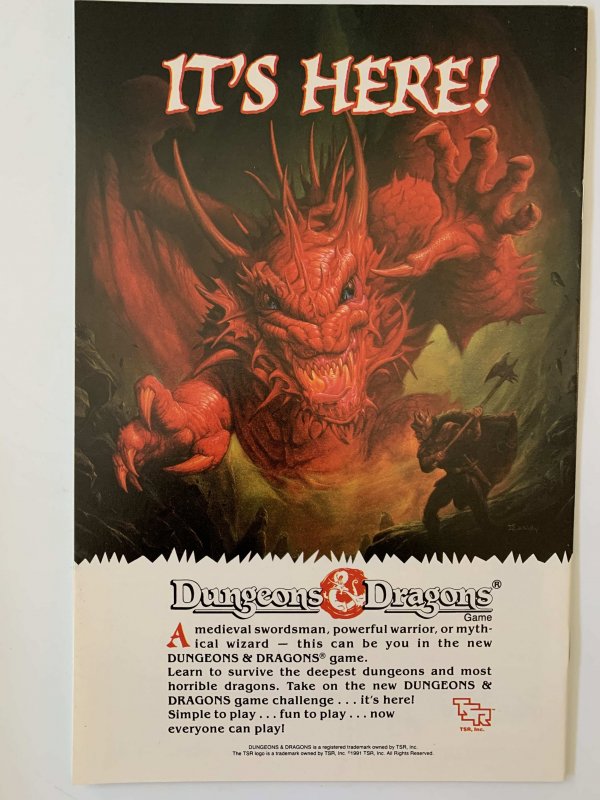 IT'S HERE!
Easley
Dungeons & Dragons®
Game
A medieval swordsman, powerful warrior, or myth-
ical wizard — this can be you in the new
DUNGEONS & DRAGONS® game.
Learn to survive the deepest dungeons and most
horrible dragons. Take on the new DUNGEONS &
DRAGONS game challenge . . . it's here!
Simple to play . . . fun to play . . . now
everyone can play!
TSR
TSR, Inc.
DUNGEONS & DRAGONS is a registered trademark owned by TSR, Inc.
The TSR logo is a trademark owned by TSR, Inc. ©1991 TSR, Inc. All Rights Reserved.